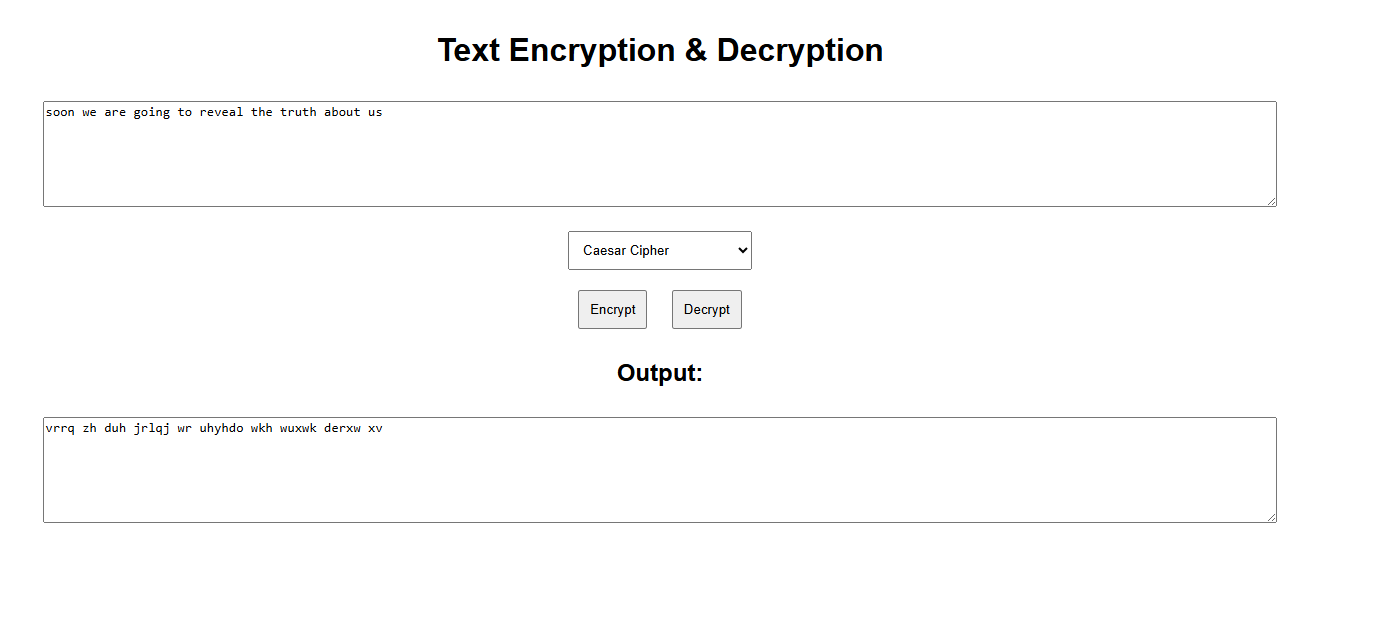 Text Encryption & Decryption
soon we are going to reveal the truth about us
Caesar Cipher
Encrypt Decrypt
Output:
vrrq zh duh jrlqj wr uhyhdo wkh wuxwk derxw xv